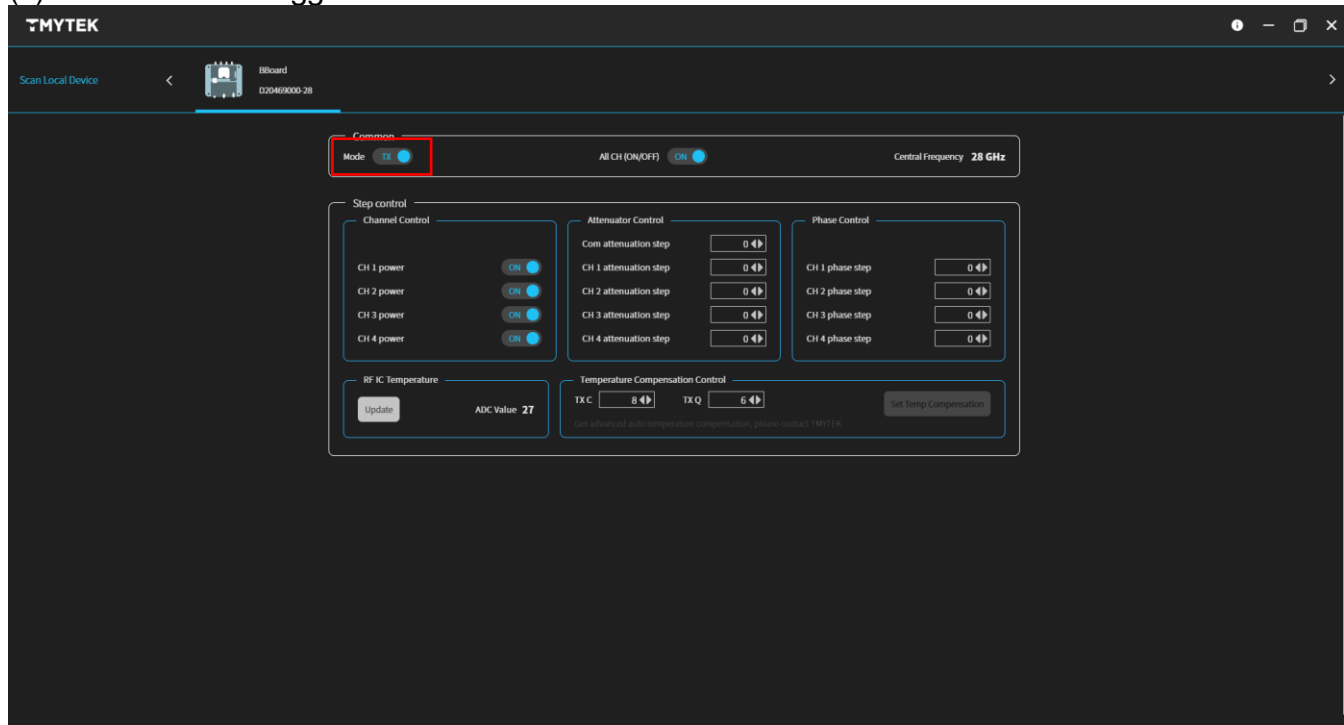 TMYTEK
Scan Local Device
BBoard
D20469000-28
Common
Mode TX All CH (ON/OFF) ON Central Frequency 28 GHz
Step control
Channel Control Attenuator Control Phase Control
Com attenuation step 0
CH 1 power ON CH 1 attenuation step 0 CH 1 phase step 0
CH 2 power ON CH 2 attenuation step 0 CH 2 phase step 0
CH 3 power ON CH 3 attenuation step 0 CH 3 phase step 0
CH 4 power ON CH 4 attenuation step 0 CH 4 phase step 0
RF IC Temperature Temperature Compensation Control
Update ADC Value 27 TX C 8 TX Q 6 Set Temp Compensation
Get advanced auto temperature compensation, please contact TMYTEK